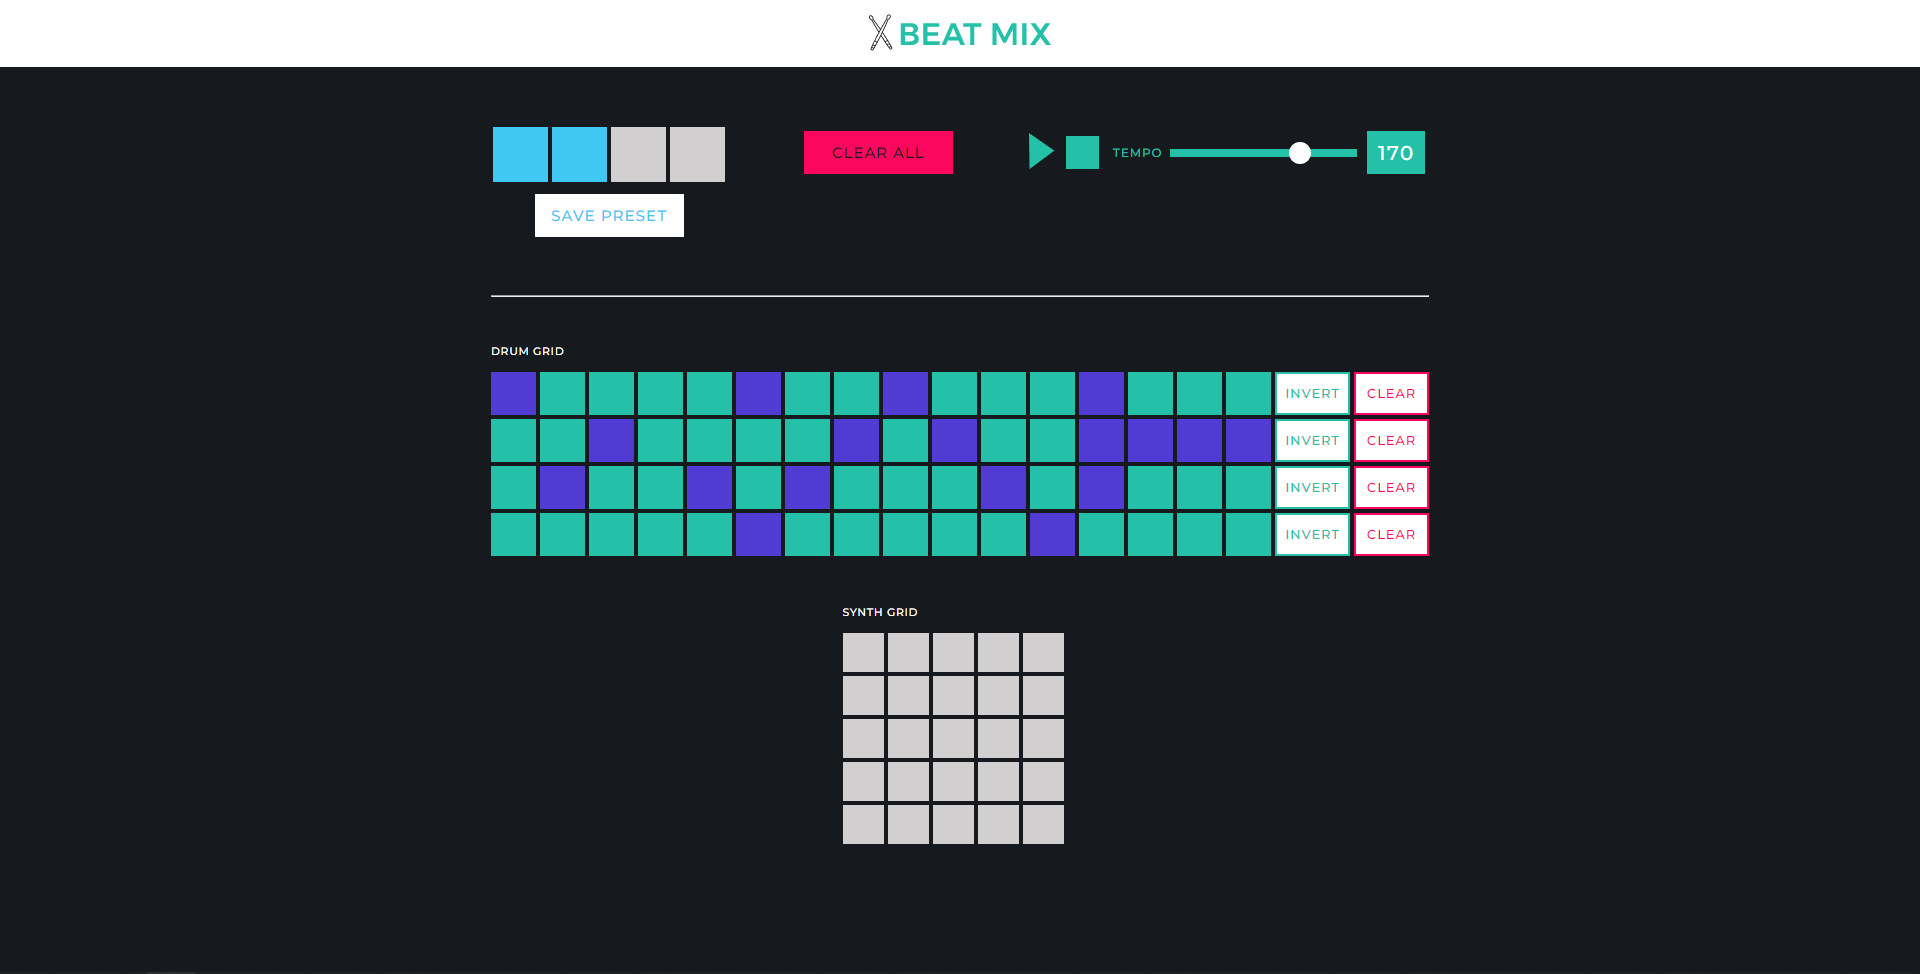 BEAT MIX
CLEAR ALL
TEMPO
170
SAVE PRESET
DRUM GRID
INVERT CLEAR
INVERT CLEAR
INVERT CLEAR
INVERT CLEAR
SYNTH GRID